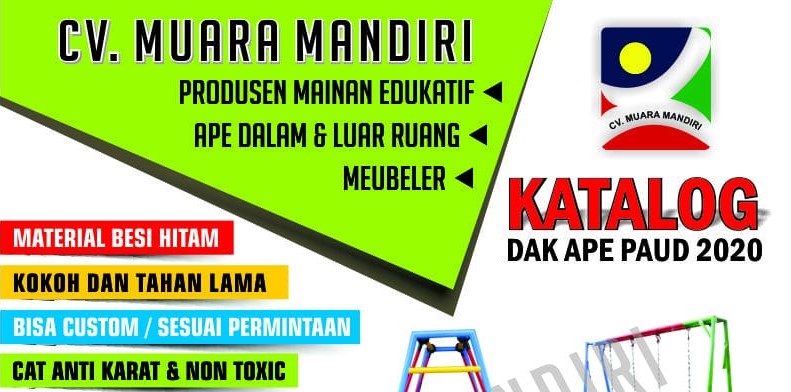 CV. MUARA MANDIRI
PRODUSEN MAINAN EDUKATIF
APE DALAM & LUAR RUANG
MEUBELER
CV. MUARA MANDIRI
KATALOG
DAK APE PAUD 2020
MATERIAL BESI HITAM
KOKOH DAN TAHAN LAMA
BISA CUSTOM / SESUAI PERMINTAAN
CAT ANTI KARAT & NON TOXIC